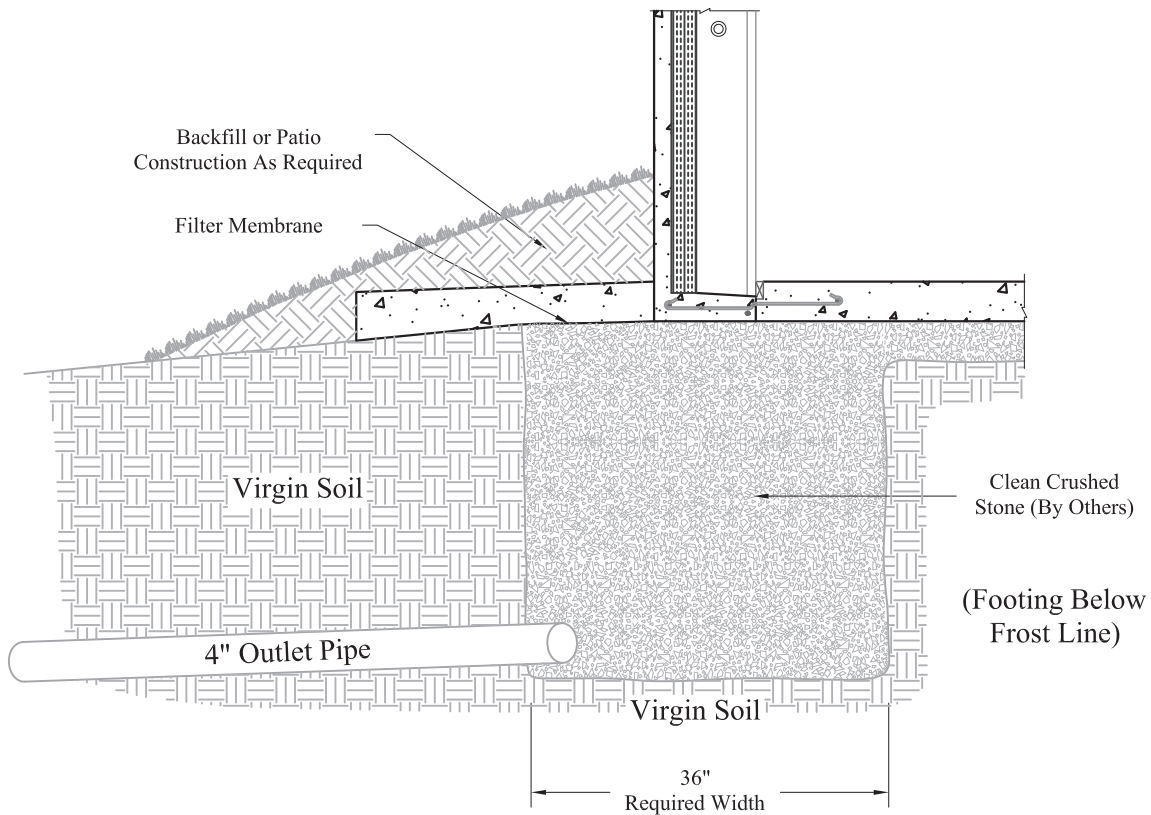 Backfill or Patio
Construction As Required
Filter Membrane
Virgin Soil
Clean Crushed
Stone (By Others)
(Footing Below
Frost Line)
4" Outlet Pipe
Virgin Soil
36"
Required Width